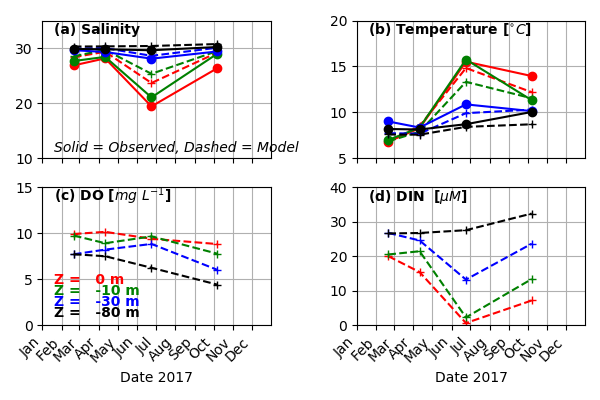 (a) Salinity
30
20
10
Solid = Observed, Dashed = Model
(b) Temperature [°C]
20
15
10
5
(c) DO [mg L⁻¹]
15
10
5
0
Z = 0 m
Z = -10 m
Z = -30 m
Z = -80 m
Jan Feb Mar Apr May Jun Jul Aug Sep Oct Nov Dec
Date 2017
(d) DIN [μM]
40
30
20
10
0
Jan Feb Mar Apr May Jun Jul Aug Sep Oct Nov Dec
Date 2017